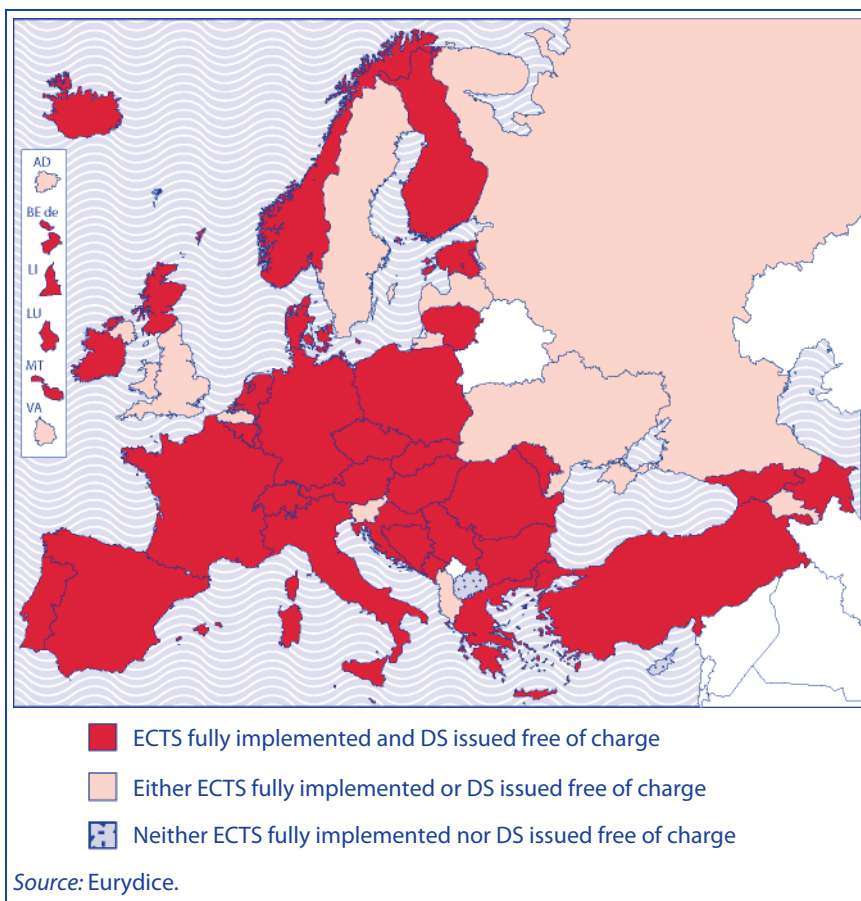 AD
BE de
LI
LU
MT
VA
ECTS fully implemented and DS issued free of charge
Either ECTS fully implemented or DS issued free of charge
Neither ECTS fully implemented nor DS issued free of charge
Source: Eurydice.